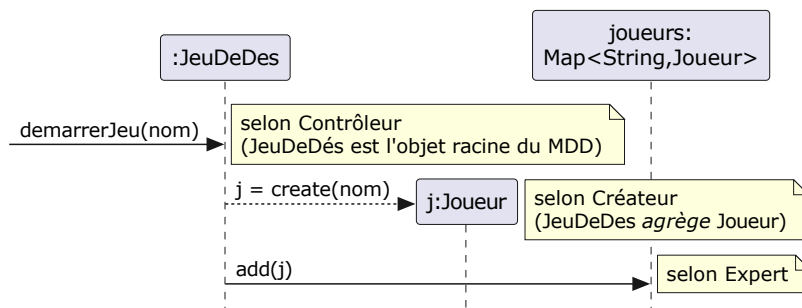 :JeuDeDes
joueurs:
Map<String,Joueur>
demarrerJeu(nom)
selon Contrôleur
(JeuDeDés est l'objet racine du MDD)
j = create(nom)
j:Joueur
selon Créateur
(JeuDeDes agrège Joueur)
add(j)
selon Expert